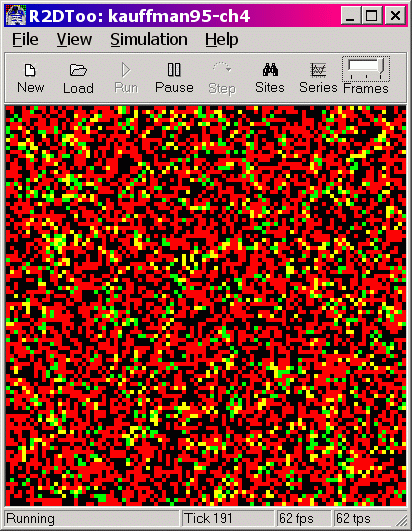 R2DToo: kauffman95-ch4
File View Simulation Help
New Load Run Pause Step Sites Series Frames
Running Tick 191 62 fps 62 tps